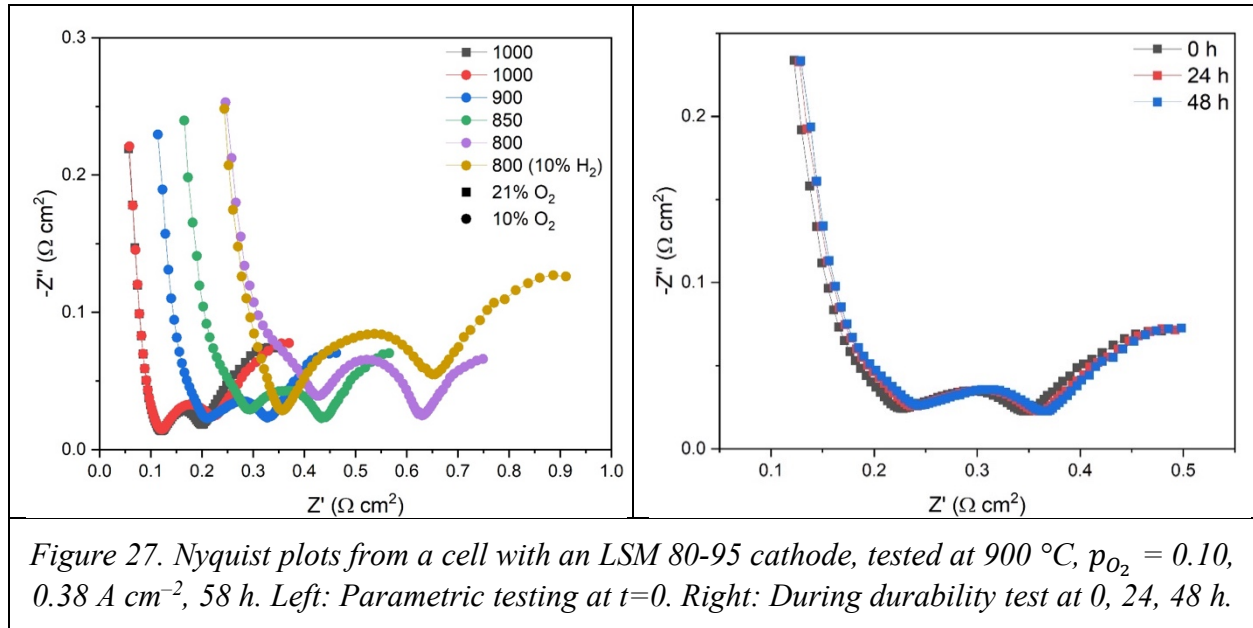 0.3
0.2
0.1
0.0
-Z″ (Ω cm²)
0.0 0.1 0.2 0.3 0.4 0.5 0.6 0.7 0.8 0.9 1.0
Z' (Ω cm²)
1000
1000
900
850
800
800 (10% H₂)
21% O₂
10% O₂
0.2
0.1
0.0
-Z″ (Ω cm²)
0.1 0.2 0.3 0.4 0.5
Z' (Ω cm²)
0 h
24 h
48 h
Figure 27. Nyquist plots from a cell with an LSM 80-95 cathode, tested at 900 °C, p_O₂ = 0.10,
0.38 A cm⁻², 58 h. Left: Parametric testing at t=0. Right: During durability test at 0, 24, 48 h.